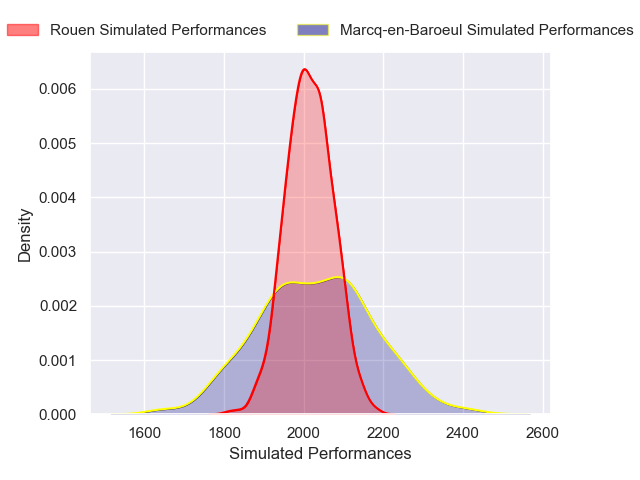 Rouen Simulated Performances Marcq-en-Baroeul Simulated Performances
0.006
0.005
0.004
0.003
0.002
0.001
0.000
Density
1600 1800 2000 2200 2400 2600
Simulated Performances